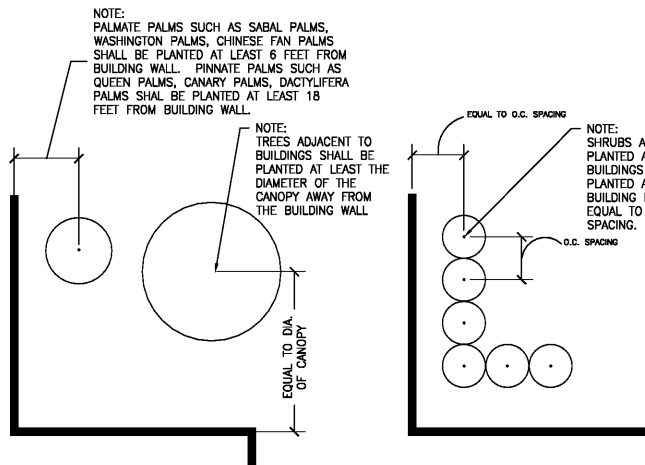 NOTE:
PALMATE PALMS SUCH AS SABAL PALMS,
WASHINGTON PALMS, CHINESE FAN PALMS
SHALL BE PLANTED AT LEAST 6 FEET FROM
BUILDING WALL. PINNATE PALMS SUCH AS
QUEEN PALMS, CANARY PALMS, DACTYLIFERA
PALMS SHAL BE PLANTED AT LEAST 18
FEET FROM BUILDING WALL.
NOTE:
TREES ADJACENT TO
BUILDINGS SHALL BE
PLANTED AT LEAST THE
DIAMETER OF THE
CANOPY AWAY FROM
THE BUILDING WALL
EQUAL TO DIA.
OF CANOPY
EQUAL TO O.C. SPACING
NOTE:
SHRUBS A
PLANTED A
BUILDINGS
PLANTED A
BUILDING
EQUAL TO
SPACING.
O.C. SPACING